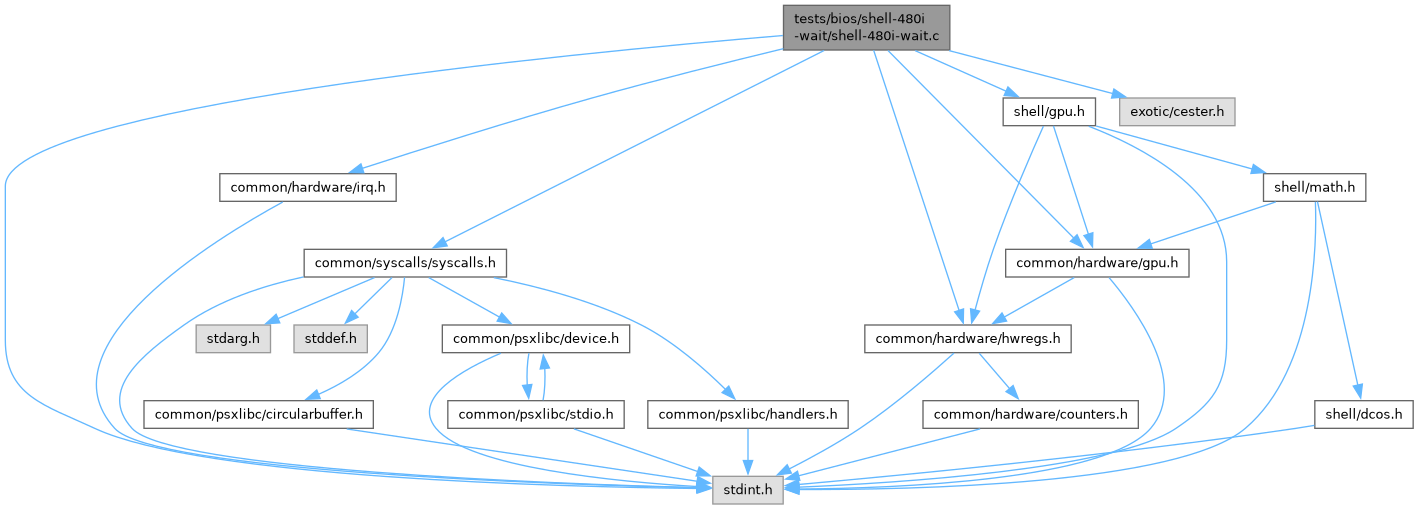 tests/bios/shell-480i
-wait/shell-480i-wait.c
shell/gpu.h
exotic/cester.h
common/hardware/irq.h
shell/math.h
common/syscalls/syscalls.h
common/hardware/gpu.h
stdarg.h
stddef.h
common/psxlibc/device.h
common/hardware/hwregs.h
common/psxlibc/circularbuffer.h
common/psxlibc/stdio.h
common/psxlibc/handlers.h
common/hardware/counters.h
shell/dcos.h
stdint.h